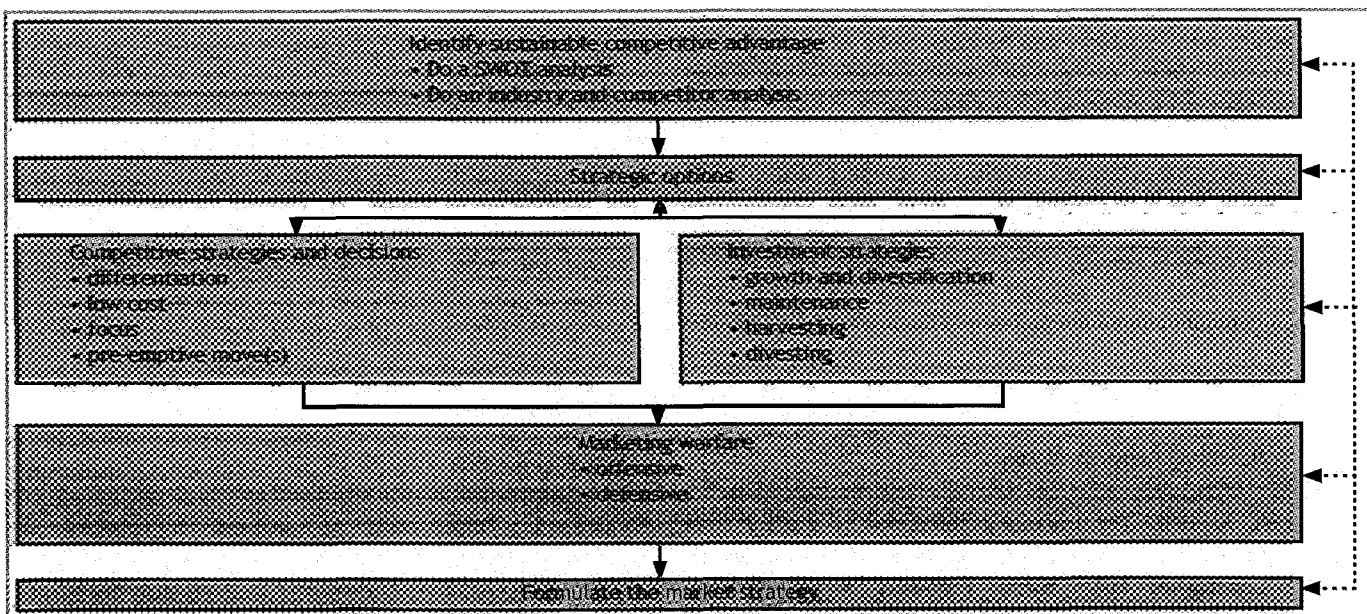 Identify sustainable competitive advantage
• Do a SWOT analysis
• Do an industry and competitor analysis
Strategic options
Competitive strategies and decisions
• differentiation
• low cost
• focus
• pre-emptive move(s)
Investment strategies
• growth and diversification
• maintenance
• harvesting
• divesting
Marketing warfare
• offensive
• defensive
Formulate the market strategy